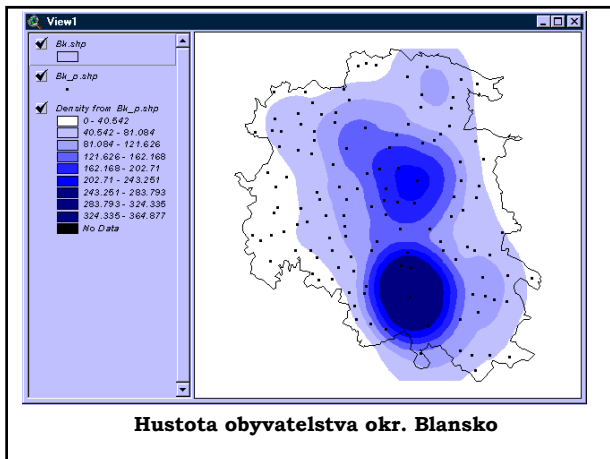 View1
Bk.shp
Bk_p.shp
Density from Bk_p.shp
0 - 40.542
40.542 - 81.084
81.084 - 121.626
121.626 - 162.168
162.168 - 202.71
202.71 - 243.251
243.251 - 283.793
283.793 - 324.335
324.335 - 364.877
No Data
Hustota obyvatelstva okr. Blansko